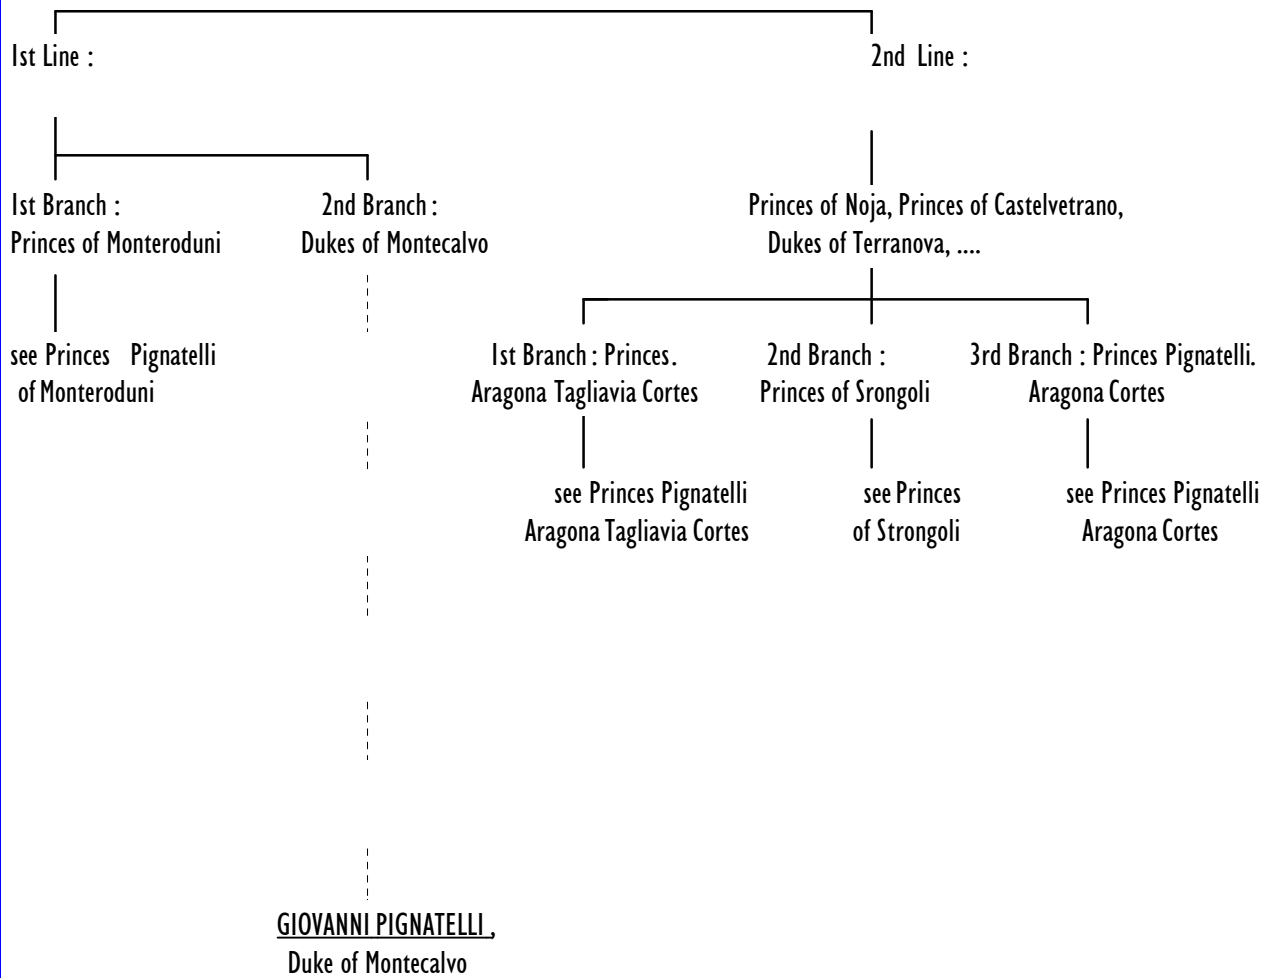 1st Line :
2nd Line :
1st Branch :
Princes of Monteroduni
2nd Branch :
Dukes of Montecalvo
Princes of Noja, Princes of Castelvetrano,
Dukes of Terranova, ....
see Princes Pignatelli
of Monteroduni
1st Branch : Princes.
Aragona Tagliavia Cortes
2nd Branch :
Princes of Srongoli
3rd Branch : Princes Pignatelli.
Aragona Cortes
see Princes Pignatelli
Aragona Tagliavia Cortes
see Princes
of Strongoli
see Princes Pignatelli
Aragona Cortes
GIOVANNI PIGNATELLI ,
Duke of Montecalvo